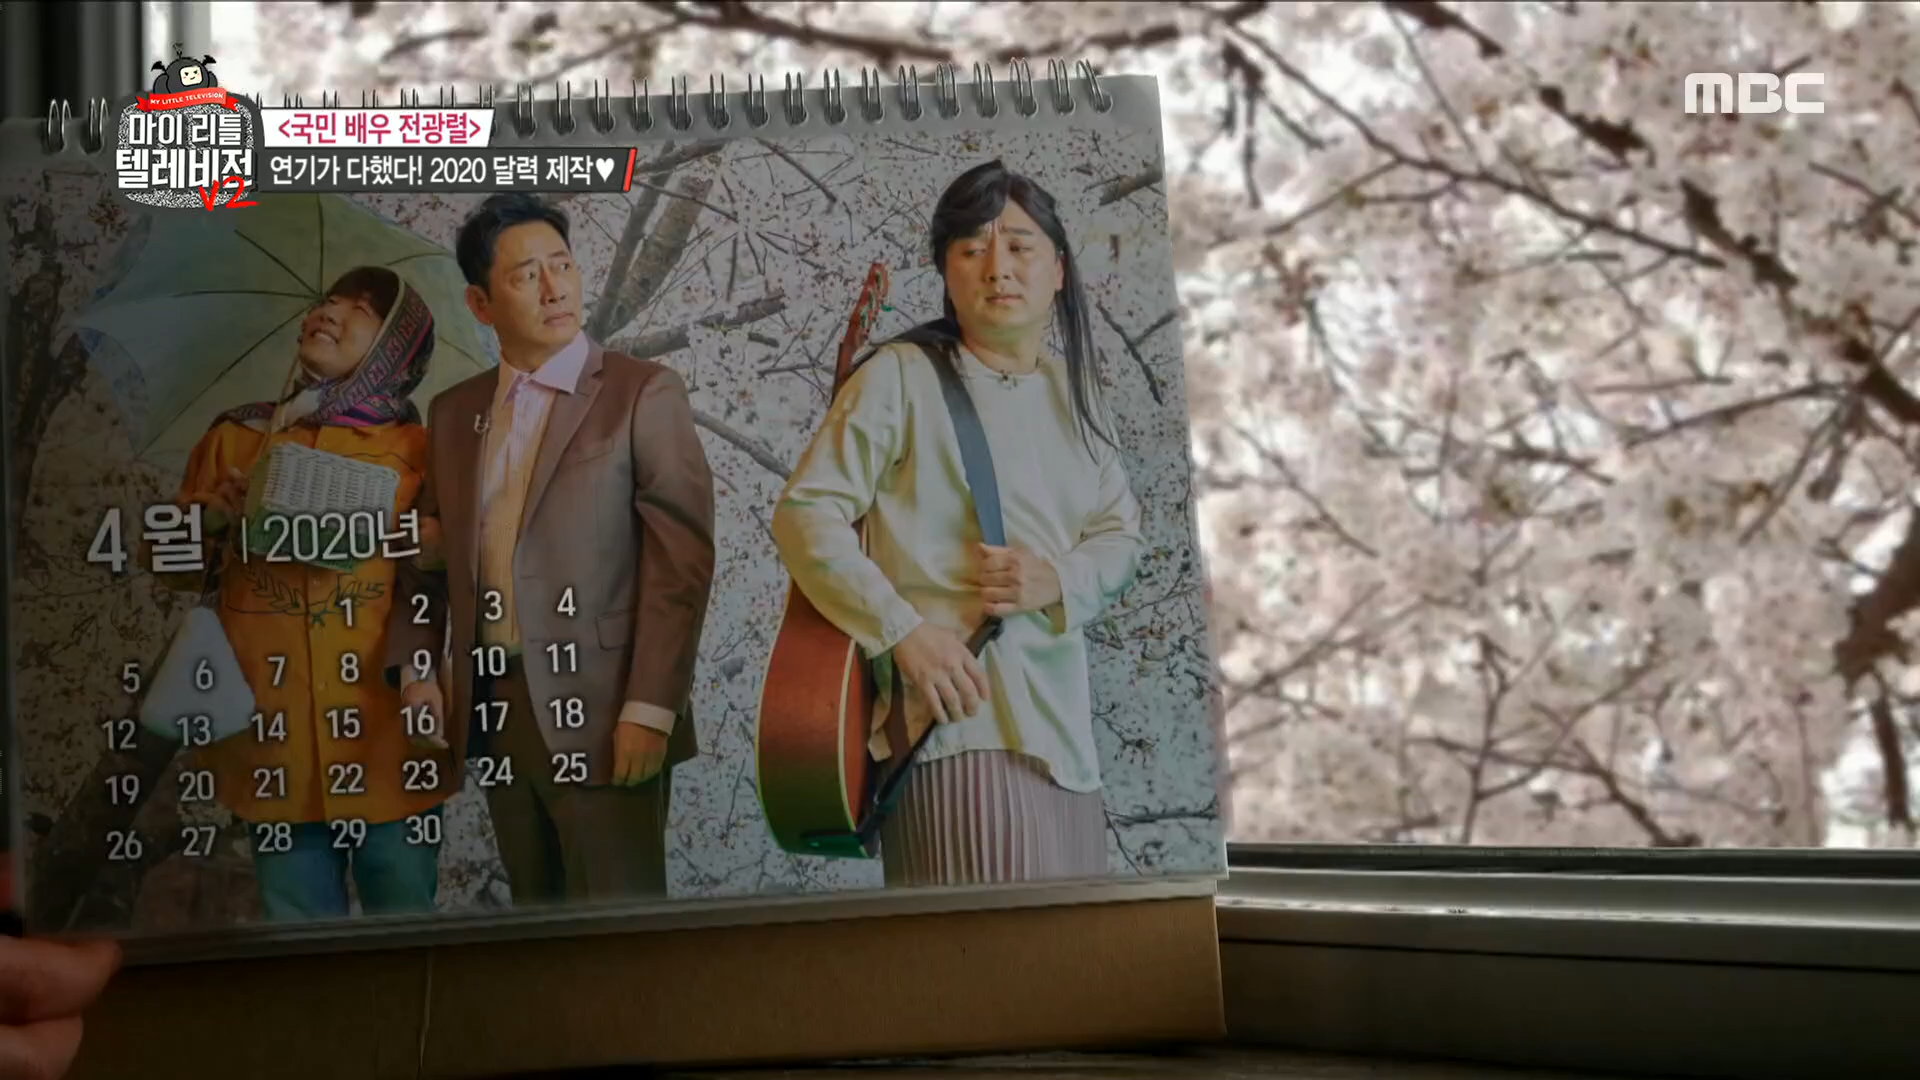 MY LITTLE TELEVISION
마이 리틀
텔레비전
V2
<국민 배우 전광렬>
연기가 다했다! 2020 달력 제작♥
MBC
4월 | 2020년
1 2 3 4
5 6 7 8 9 10 11
12 13 14 15 16 17 18
19 20 21 22 23 24 25
26 27 28 29 30